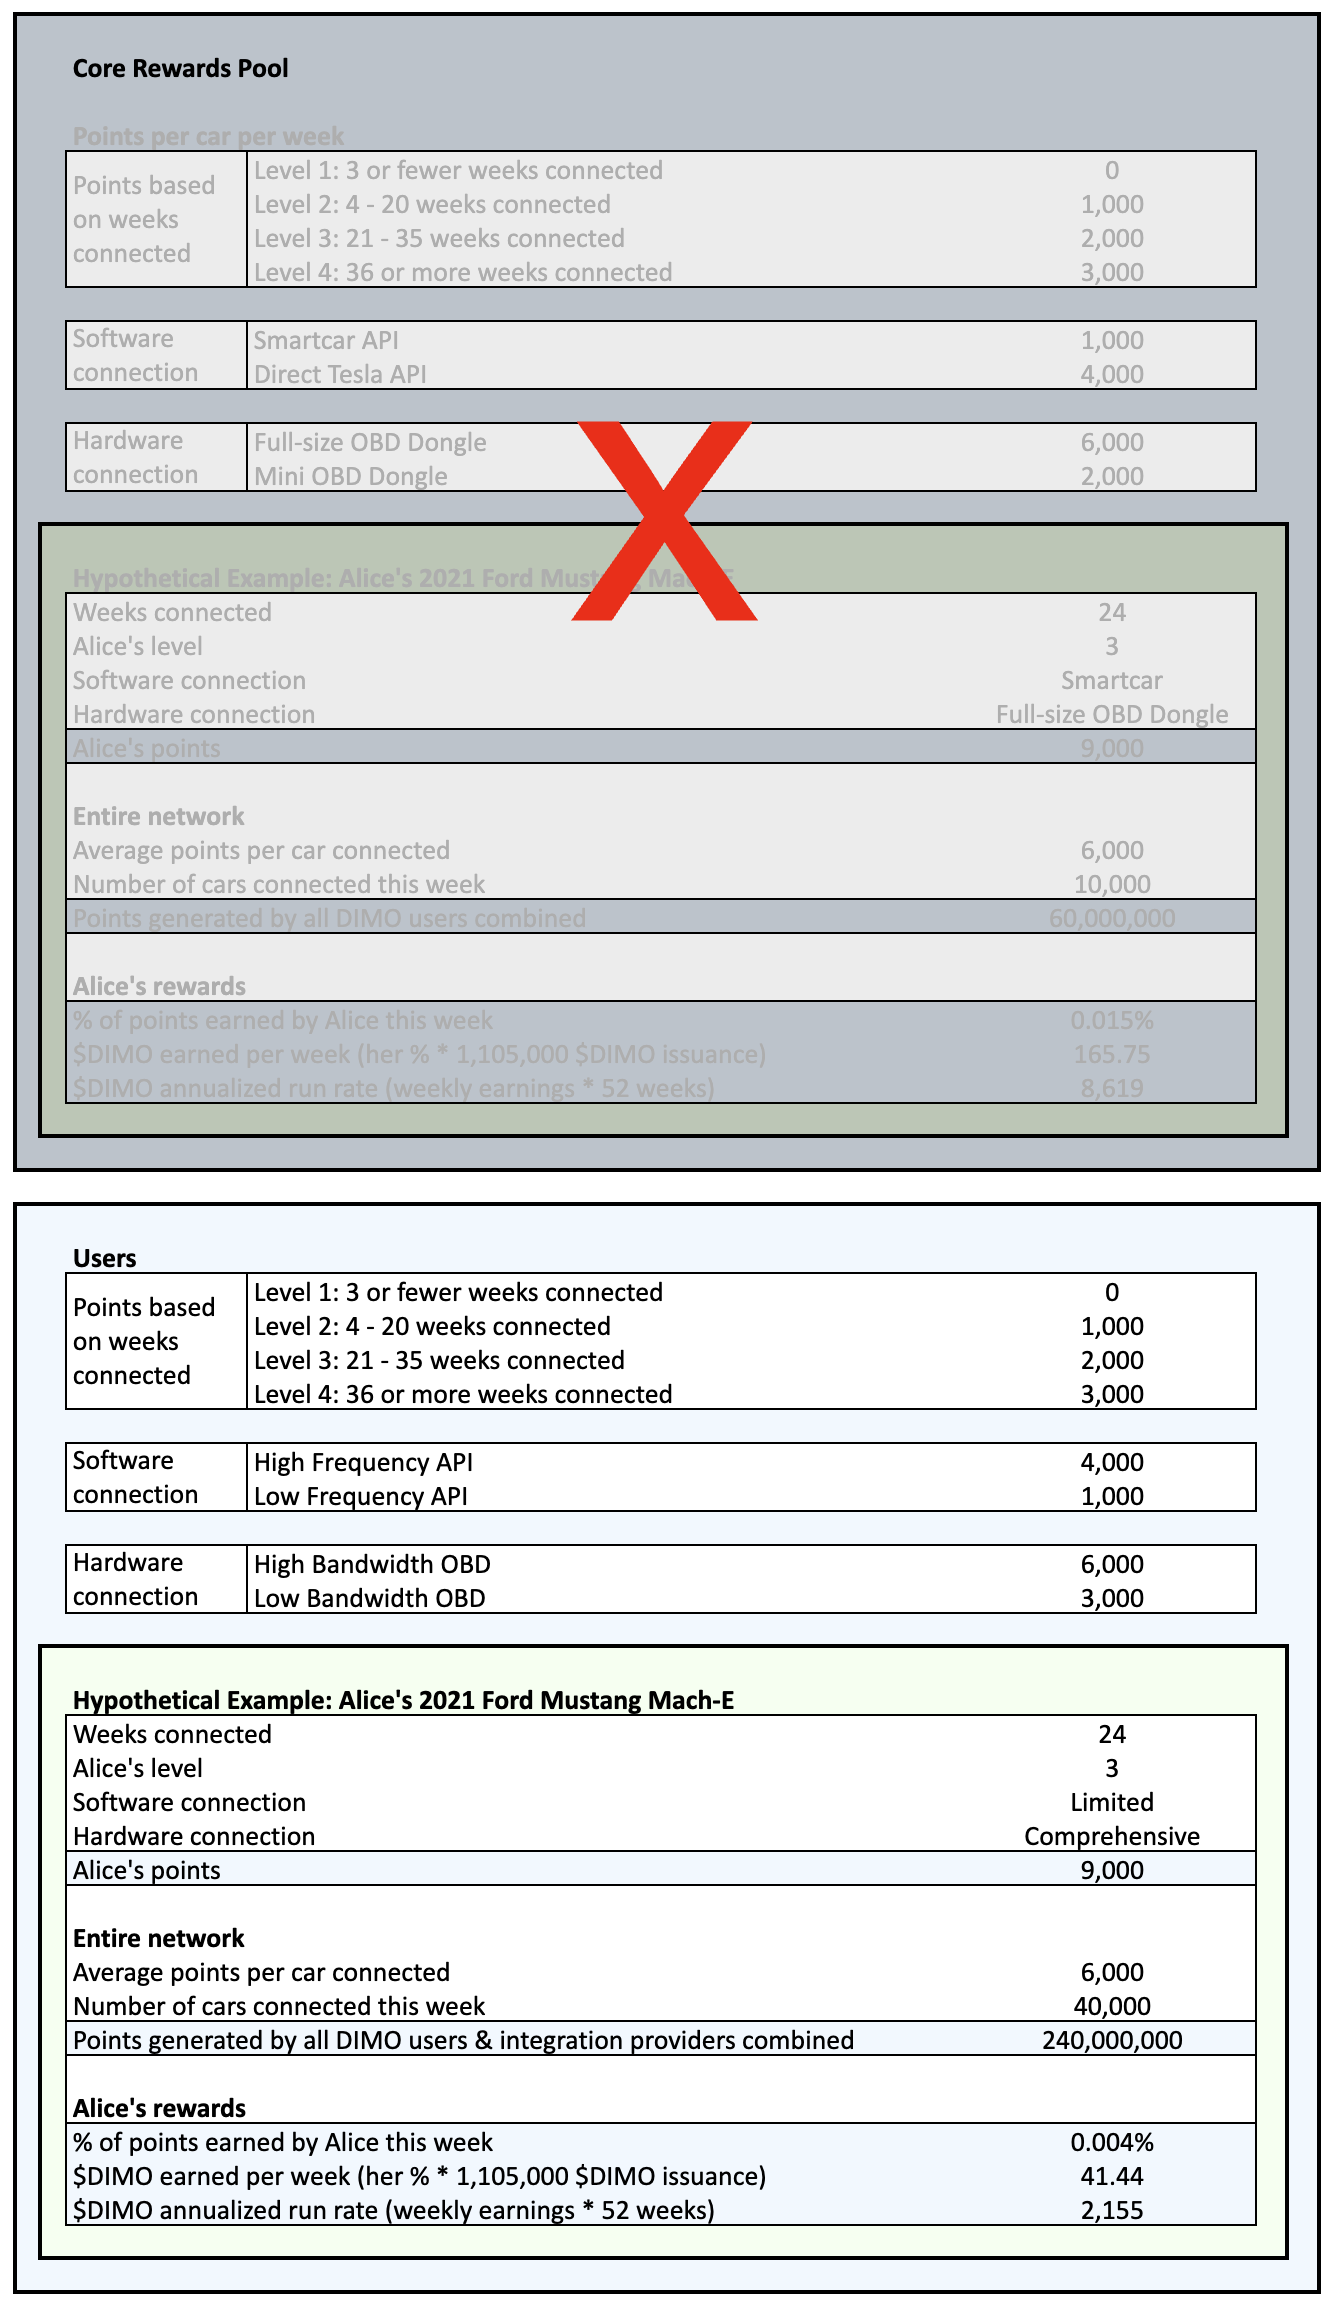 Core Rewards Pool
Points per car per week
Points based on weeks connected
Level 1: 3 or fewer weeks connected 0
Level 2: 4 - 20 weeks connected 1,000
Level 3: 21 - 35 weeks connected 2,000
Level 4: 36 or more weeks connected 3,000
Software connection
Smartcar API 1,000
Direct Tesla API 4,000
Hardware connection
Full-size OBD Dongle 6,000
Mini OBD Dongle 2,000
X
Hypothetical Example: Alice's 2021 Ford Mustang Mach-E
Weeks connected 24
Alice's level 3
Software connection Smartcar
Hardware connection Full-size OBD Dongle
Alice's points 9,000
Entire network
Average points per car connected 6,000
Number of cars connected this week 10,000
Points generated by all DIMO users combined 60,000,000
Alice's rewards
% of points earned by Alice this week 0.015%
$DIMO earned per week (her % * 1,105,000 $DIMO issuance) 165.75
$DIMO annualized run rate (weekly earnings * 52 weeks) 8,619
Users
Points based on weeks connected
Level 1: 3 or fewer weeks connected 0
Level 2: 4 - 20 weeks connected 1,000
Level 3: 21 - 35 weeks connected 2,000
Level 4: 36 or more weeks connected 3,000
Software connection
High Frequency API 4,000
Low Frequency API 1,000
Hardware connection
High Bandwidth OBD 6,000
Low Bandwidth OBD 3,000
Hypothetical Example: Alice's 2021 Ford Mustang Mach-E
Weeks connected 24
Alice's level 3
Software connection Limited
Hardware connection Comprehensive
Alice's points 9,000
Entire network
Average points per car connected 6,000
Number of cars connected this week 40,000
Points generated by all DIMO users & integration providers combined 240,000,000
Alice's rewards
% of points earned by Alice this week 0.004%
$DIMO earned per week (her % * 1,105,000 $DIMO issuance) 41.44
$DIMO annualized run rate (weekly earnings * 52 weeks) 2,155